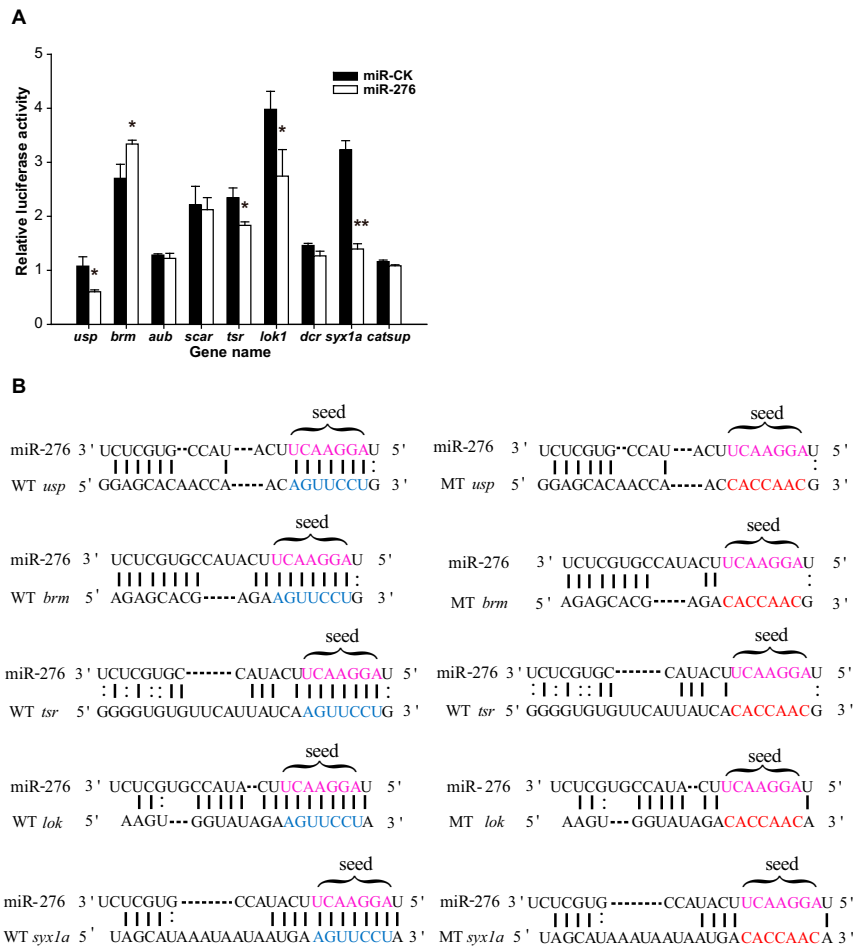 A
5
4
3
2
1
0
Relative luciferase activity
miR-CK
miR-276
*
*
*
*
**
usp brm aub scar tsr lok1 dcr syx1a catsup
Gene name
B
seed
miR-276 3 ' UCUCGUG--CCAU----ACUUCAAGGAU 5'
WT usp 5' GGAGCACAACCA-----ACAGUUCCUG 3 '
seed
miR-276 3 ' UCUCGUG--CCAU----ACUUCAAGGAU 5'
MT usp 5' GGAGCACAACCA-----ACCACCAACG 3 '
seed
miR-276 3 ' UCUCGUGCCAUACUUCAAGGAU 5'
WT brm 5' AGAGCACG-----AGAAGUUCCUG 3 '
seed
miR-276 3 ' UCUCGUGCCAUACUUCAAGGAU 5'
MT brm 5' AGAGCACG-----AGACACCAACG 3 '
seed
miR-276 3 ' UCUCGUGC-------CAUACUUCAAGGAU 5'
WT tsr 5' GGGGUGUGUUCAUUAUCAAGUUCCUG 3 '
seed
miR-276 3 ' UCUCGUGC-------CAUACUUCAAGGAU 5'
WT tsr 5' GGGGUGUGUUCAUUAUCACACCAACG 3 '
seed
miR-276 3 ' UCUCGUGCCAUA--CUUCAAGGAU 5'
WT lok 5' AAGU---GGUAUAGAAGUUCCUA 3 '
seed
miR-276 3 ' UCUCGUGCCAUA--CUUCAAGGAU 5'
MT lok 5' AAGU---GGUAUAGACACCAACA 3 '
seed
miR-276 3 ' UCUCGUG---------CCAUACUUCAAGGAU 5'
WT syx1a 5' UAGCAUAAAUAAUAAUGAAGUUCCUA 3 '
seed
miR-276 3 ' UCUCGUG---------CCAUACUUCAAGGAU 5'
MT syx1a 5' UAGCAUAAAUAAUAAUGACACCAACA 3 '